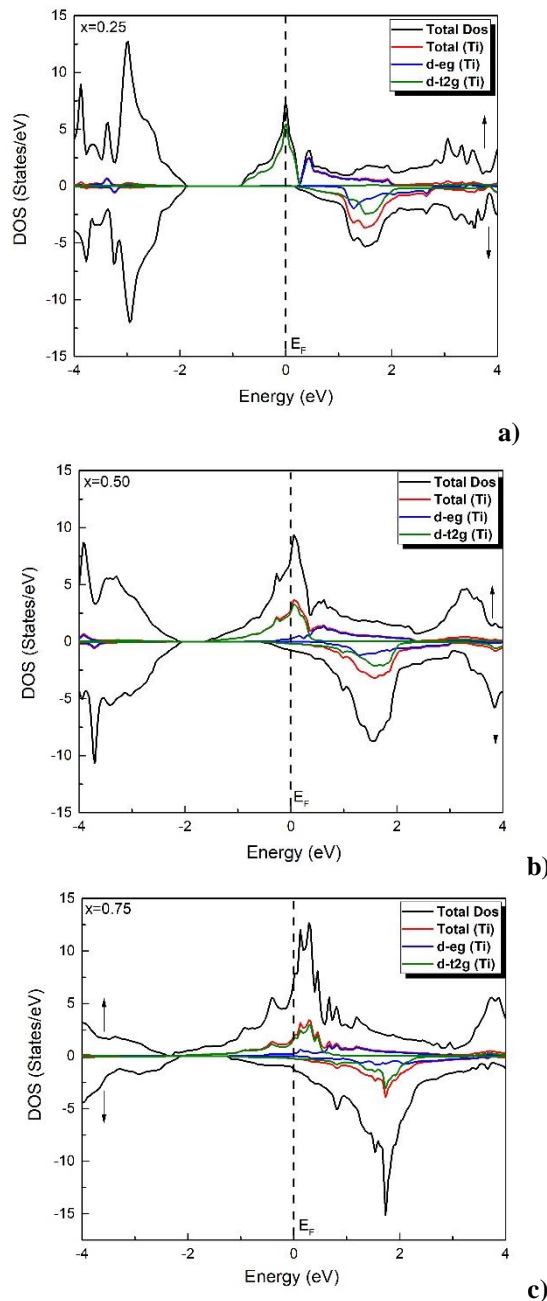 x=0.25
Total Dos
Total (Ti)
d-eg (Ti)
d-t2g (Ti)
15
10
5
0
-5
-10
-15
DOS (States/eV)
E_F
-4 -2 0 2 4
Energy (eV)
a)
x=0.50
Total Dos
Total (Ti)
d-eg (Ti)
d-t2g (Ti)
15
10
5
0
-5
-10
-15
DOS (States/eV)
E_F
-4 -2 0 2 4
Energy (eV)
b)
x=0.75
Total Dos
Total (Ti)
d-eg (Ti)
d-t2g (Ti)
15
10
5
0
-5
-10
-15
DOS (States/eV)
E_F
-4 -2 0 2 4
Energy (eV)
c)